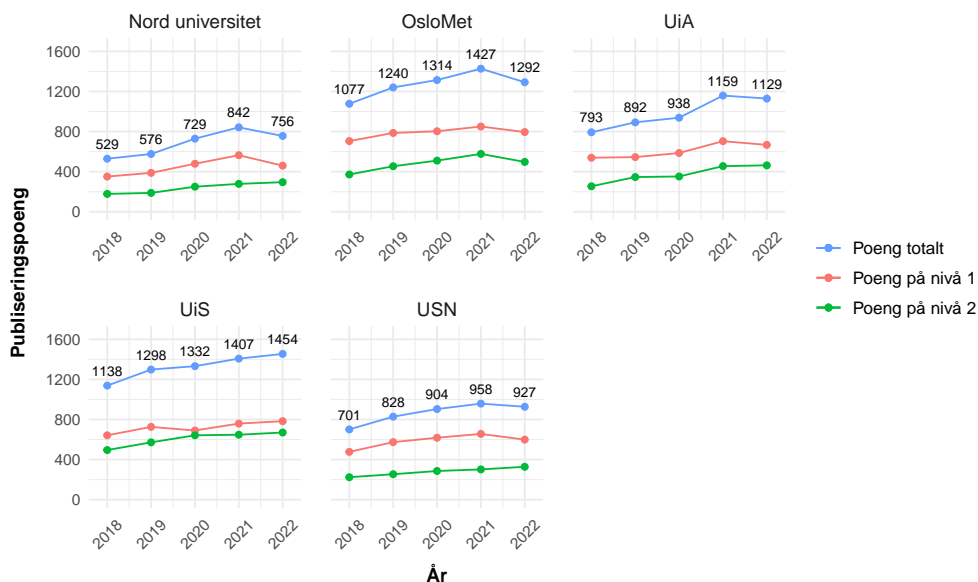 Nord universitet
OsloMet
UiA
1600
1200
800
400
0
529 576 729 842 756
1077 1240 1314 1427 1292
793 892 938 1159 1129
2018 2019 2020 2021 2022
2018 2019 2020 2021 2022
2018 2019 2020 2021 2022
Publiseringspoeng
Poeng totalt
Poeng på nivå 1
Poeng på nivå 2
UiS
USN
1600
1200
800
400
0
1138 1298 1332 1407 1454
701 828 904 958 927
2018 2019 2020 2021 2022
2018 2019 2020 2021 2022
År